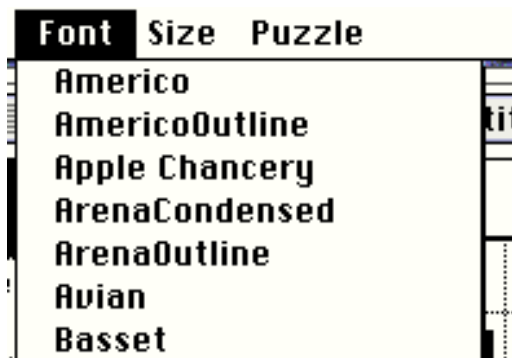 Font Size Puzzle
Americo
AmericoOutline
Apple Chancery
ArenaCondensed
ArenaOutline
Avian
Basset